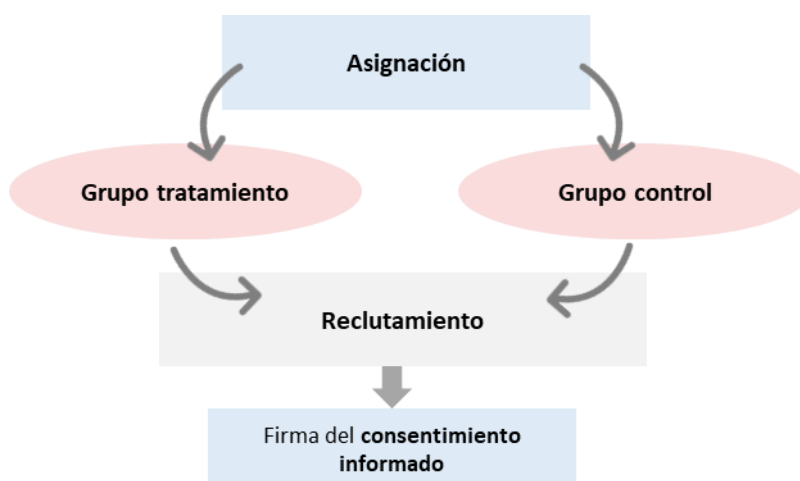 Asignación
Grupo tratamiento
Grupo control
Reclutamiento
Firma del consentimiento
informado